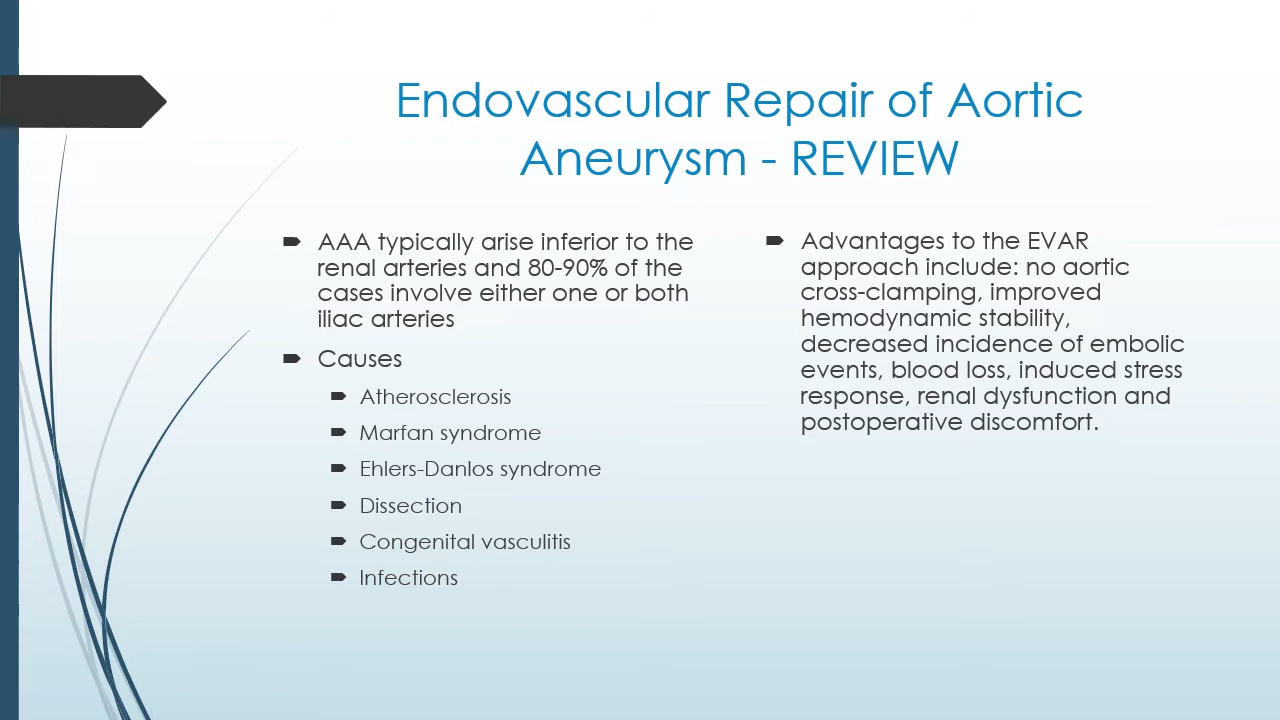 Endovascular Repair of Aortic
Aneurysm - REVIEW
AAA typically arise inferior to the
renal arteries and 80-90% of the
cases involve either one or both
iliac arteries
Causes
Atherosclerosis
Marfan syndrome
Ehlers-Danlos syndrome
Dissection
Congenital vasculitis
Infections
Advantages to the EVAR
approach include: no aortic
cross-clamping, improved
hemodynamic stability,
decreased incidence of embolic
events, blood loss, induced stress
response, renal dysfunction and
postoperative discomfort.